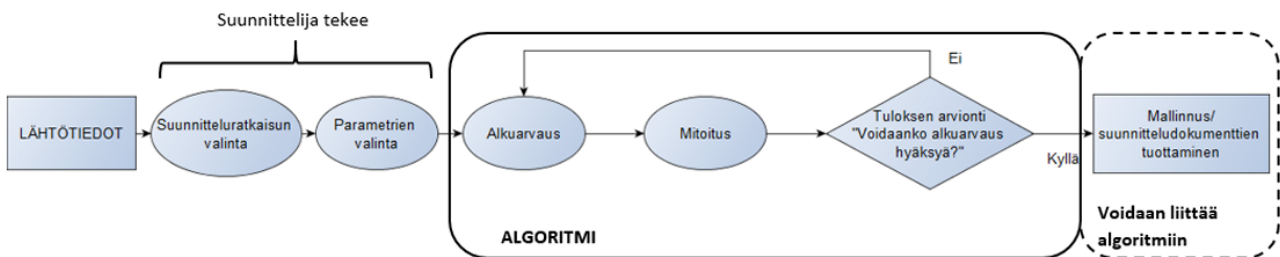 Suunnittelija tekee
LÄHTÖTIEDOT
Suunnitteluratkaisun
valinta
Parametrien
valinta
Alkuarvaus
Mitoitus
Ei
Tuloksen arvionti
"Voidaanko alkuarvaus
hyäksyä?"
Kyllä
Mallinnus/
suunnitteludokumenttien
tuottaminen
ALGORITMI
Voidaan liittää
algoritmiin